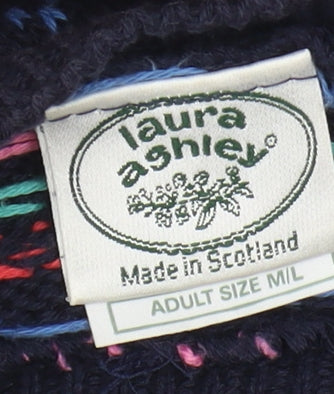 laura
ashley©
Made in Scotland
ADULT SIZE M/L